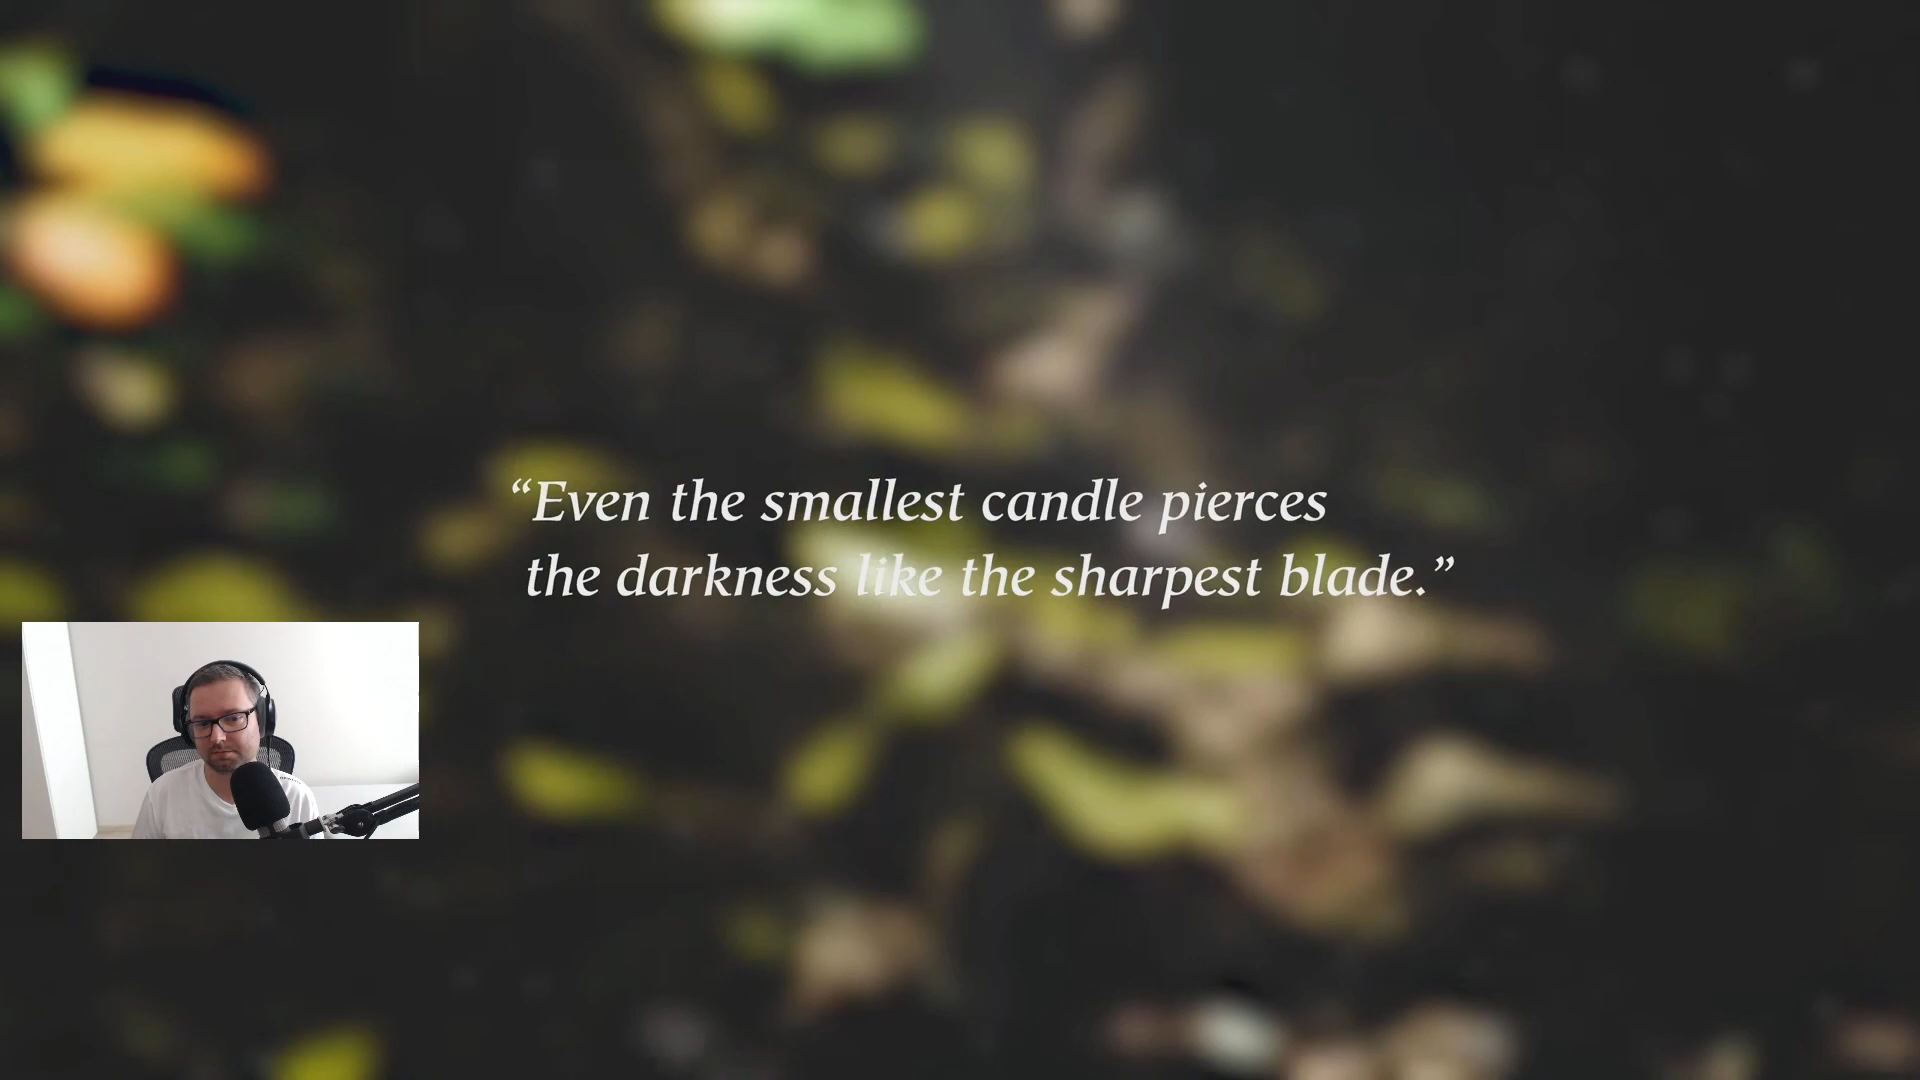 “Even the smallest candle pierces
the darkness like the sharpest blade.”